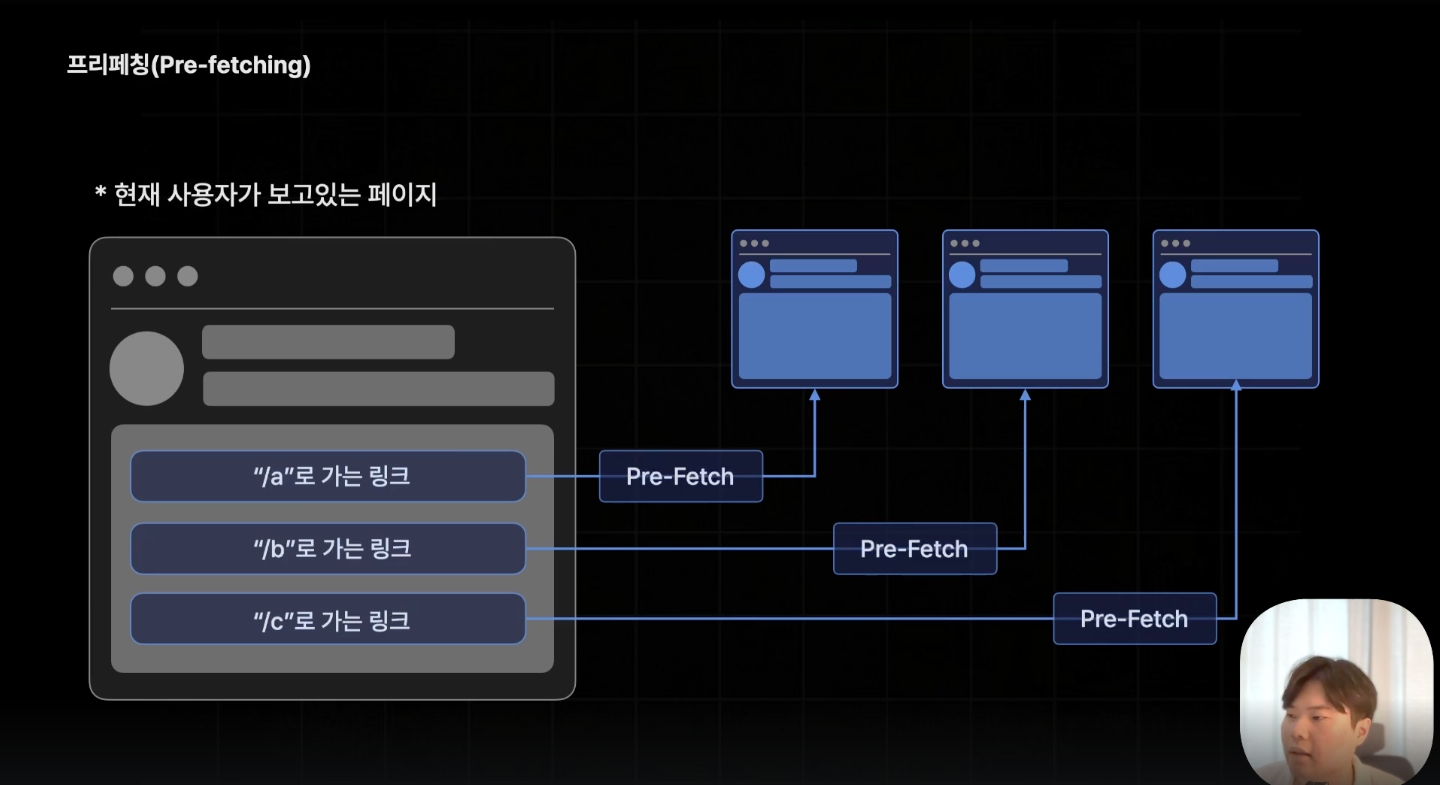 프리페칭(Pre-fetching)
* 현재 사용자가 보고있는 페이지
“/a”로 가는 링크
Pre-Fetch
“/b”로 가는 링크
Pre-Fetch
“/c”로 가는 링크
Pre-Fetch